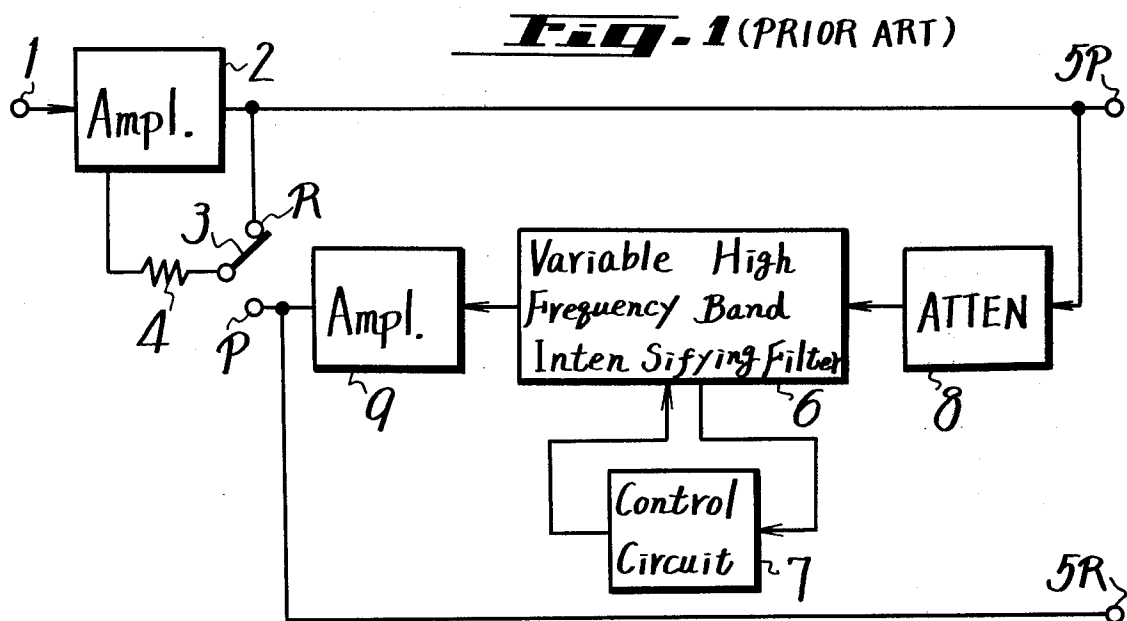 Fig. 1 (PRIOR ART)
1
2
5P
Ampl.
3
R
4
P
Ampl.
9
Variable High
Frequency Band
Inten Sifying Filter
6
ATTEN
8
Control
Circuit
7
5R